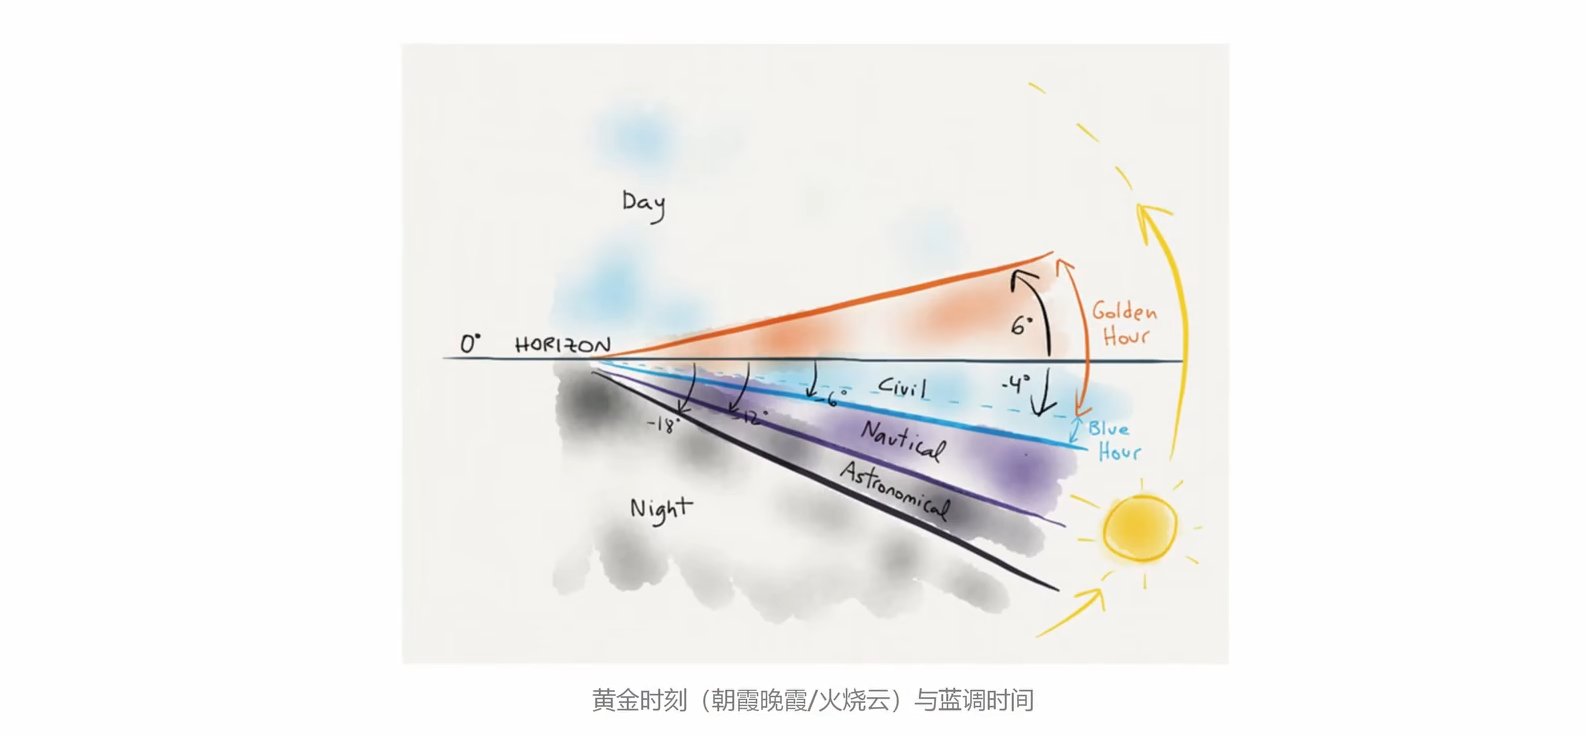 Day
6°
Golden
Hour
0° HORIZON
Civil
-4°
-6°
-12°
-18°
Blue
Hour
Nautical
Astronomical
Night
黄金时刻（朝霞晚霞/火烧云）与蓝调时间